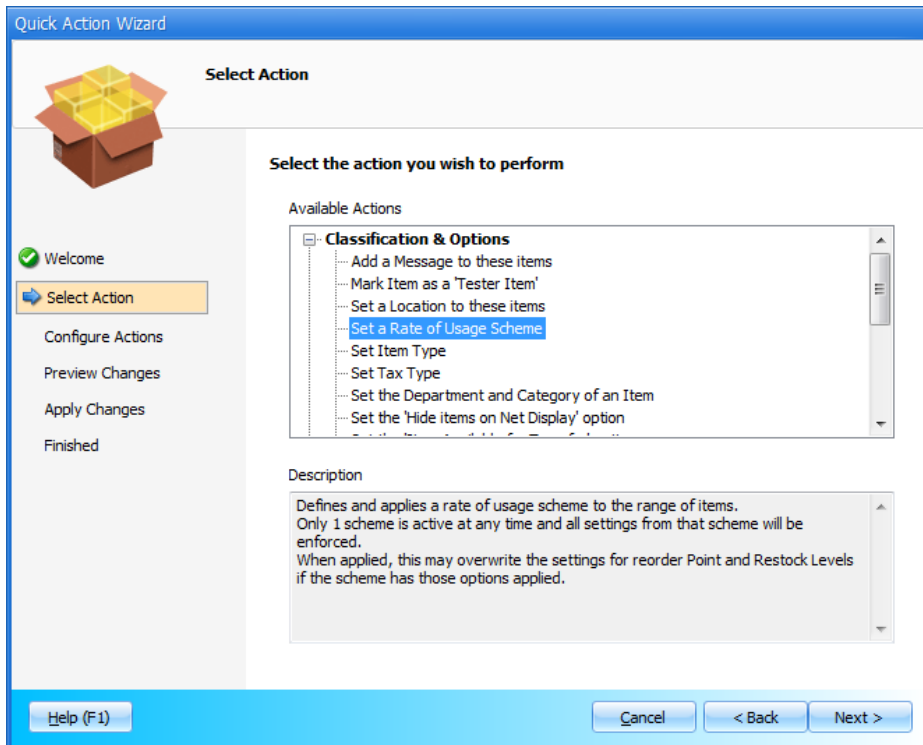 Quick Action Wizard
Select Action
Welcome
Select Action
Configure Actions
Preview Changes
Apply Changes
Finished
Select the action you wish to perform
Available Actions
Classification & Options
Add a Message to these items
Mark Item as a 'Tester Item'
Set a Location to these items
Set a Rate of Usage Scheme
Set Item Type
Set Tax Type
Set the Department and Category of an Item
Set the 'Hide items on Net Display' option
Description
Defines and applies a rate of usage scheme to the range of items.
Only 1 scheme is active at any time and all settings from that scheme will be
enforced.
When applied, this may overwrite the settings for reorder Point and Restock Levels
if the scheme has those options applied.
Help (F1)
Cancel
< Back
Next >